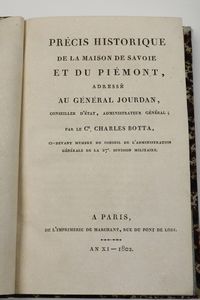 PRÉCIS HISTORIQUE
DE LA MAISON DE SAVOIE
ET DU PIÉMONT,
ADRESSÉ
AU GÉNÉRAL JOURDAN,
CONSEILLER D'ÉTAT, ADMINISTRATEUR GÉNÉRAL;
PAR LE Cn. CHARLES BOTTA,
CI-DEVANT MEMBRE DU CONSEIL DE L'ADMINISTRATION
GÉNÉRALE DE LA 27e. DIVISION MILITAIRE.
A PARIS,
DE L'IMPRIMERIE DE MARCHANT, RUE DU PONT DE LODI.
AN XI—1802.